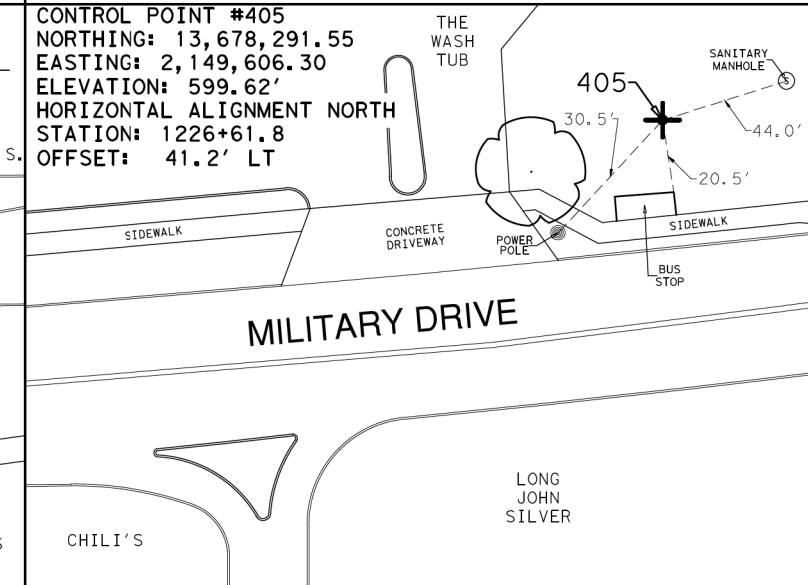 CONTROL POINT #405
NORTHING: 13,678,291.55
EASTING: 2,149,606.30
ELEVATION: 599.62'
HORIZONTAL ALIGNMENT NORTH
STATION: 1226+61.8
OFFSET: 41.2' LT
THE
WASH
TUB
SANITARY
MANHOLE
S
405
30.5'
44.0'
20.5'
S.
SIDEWALK
CONCRETE
DRIVEWAY
POWER
POLE
SIDEWALK
BUS
STOP
MILITARY DRIVE
LONG
JOHN
SILVER
CHILI'S
S